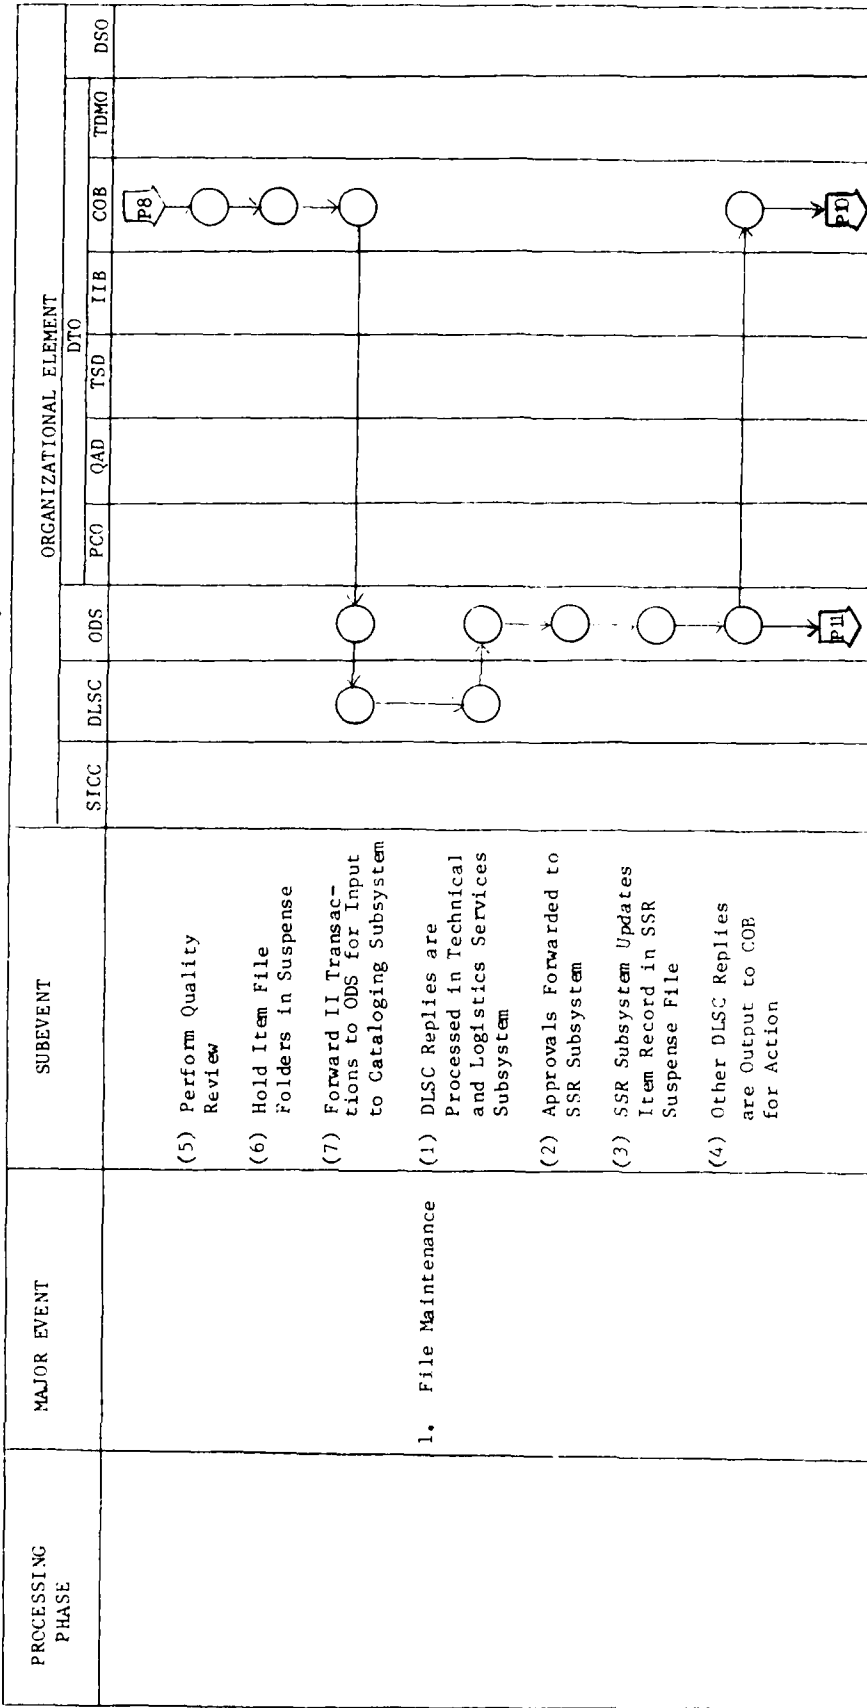 PROCESSING
PHASE
MAJOR EVENT
SUBEVENT
ORGANIZATIONAL ELEMENT
DTO
SICC
DLSC
ODS
PCO
QAD
TSD
IIB
COB
TDMO
DSO
P8
(5) Perform Quality
Review
(6) Hold Item File
Folders in Suspense
(7) Forward II Transac-
tions to ODS for Input
to Cataloging Subsystem
1. File Maintenance
(1) DLSC Replies are
Processed in Technical
and Logistics Services
Subsystem
(2) Approvals Forwarded to
SSR Subsystem
(3) SSR Subsystem Updates
Item Record in SSR
Suspense File
(4) Other DLSC Replies
are Output to COB
for Action
P11
P10